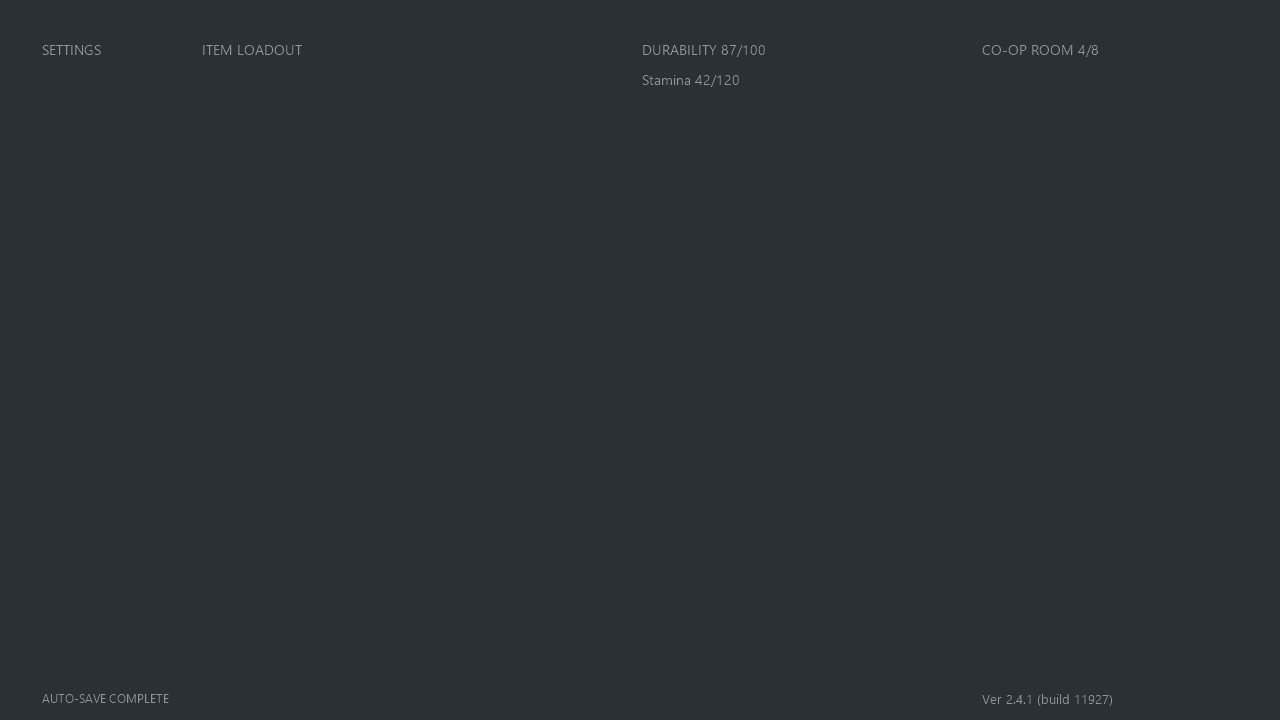 SETTINGS
ITEM LOADOUT
DURABILITY 87/100
CO-OP ROOM 4/8
Stamina 42/120
AUTO-SAVE COMPLETE
Ver 2.4.1 (build 11927)